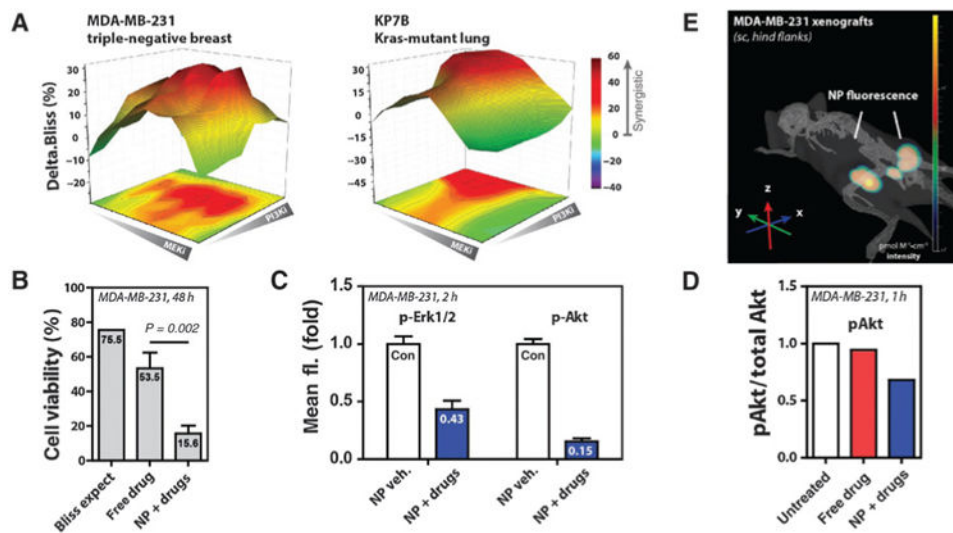 A
MDA-MB-231
triple-negative breast
KP7B
Kras-mutant lung
Delta.Bliss (%)
30
20
10
0
-10
-20
30
15
0
-15
-30
-45
60
40
20
0
-20
-40
Synergistic
MEKi
PI3Ki
MEKi
PI3Ki
E
MDA-MB-231 xenografts
(sc, hind flanks)
NP fluorescence
z
y
x
intensity
B
MDA-MB-231, 48 h
Cell viability (%)
100
80
60
40
20
0
P = 0.002
75.5
53.5
15.6
Bliss expect
Free drug
NP + drugs
C
MDA-MB-231, 2 h
Mean fl. (fold)
1.5
1.0
0.5
0.0
p-Erk1/2
p-Akt
Con
0.43
Con
0.15
NP veh.
NP + drugs
NP veh.
NP + drugs
D
MDA-MB-231, 1h
pAkt/total Akt
1.5
1.0
0.5
0.0
pAkt
Untreated
Free drug
NP + drugs